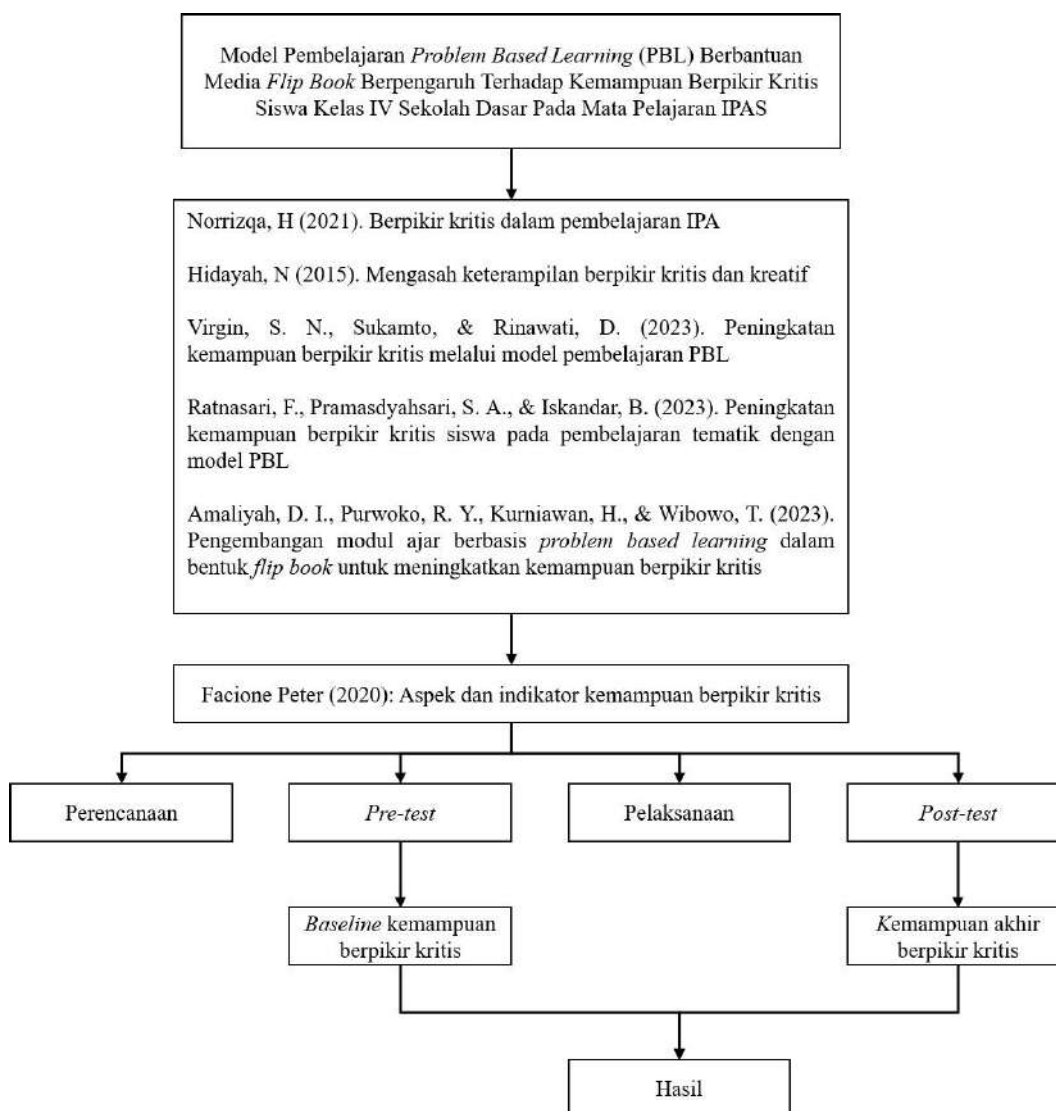 Model Pembelajaran Problem Based Learning (PBL) Berbantuan
Media Flip Book Berpengaruh Terhadap Kemampuan Berpikir Kritis
Siswa Kelas IV Sekolah Dasar Pada Mata Pelajaran IPAS
Norrizqa, H (2021). Berpikir kritis dalam pembelajaran IPA
Hidayah, N (2015). Mengasah keterampilan berpikir kritis dan kreatif
Virgin, S. N., Sukamto, & Rinawati, D. (2023). Peningkatan
kemampuan berpikir kritis melalui model pembelajaran PBL
Ratnasari, F., Pramasdyahsari, S. A., & Iskandar, B. (2023). Peningkatan
kemampuan berpikir kritis siswa pada pembelajaran tematik dengan
model PBL
Amaliyah, D. I., Purwoko, R. Y., Kurniawan, H., & Wibowo, T. (2023).
Pengembangan modul ajar berbasis problem based learning dalam
bentuk flip book untuk meningkatkan kemampuan berpikir kritis
Facione Peter (2020): Aspek dan indikator kemampuan berpikir kritis
Perencanaan
Pre-test
Pelaksanaan
Post-test
Baseline kemampuan
berpikir kritis
Kemampuan akhir
berpikir kritis
Hasil